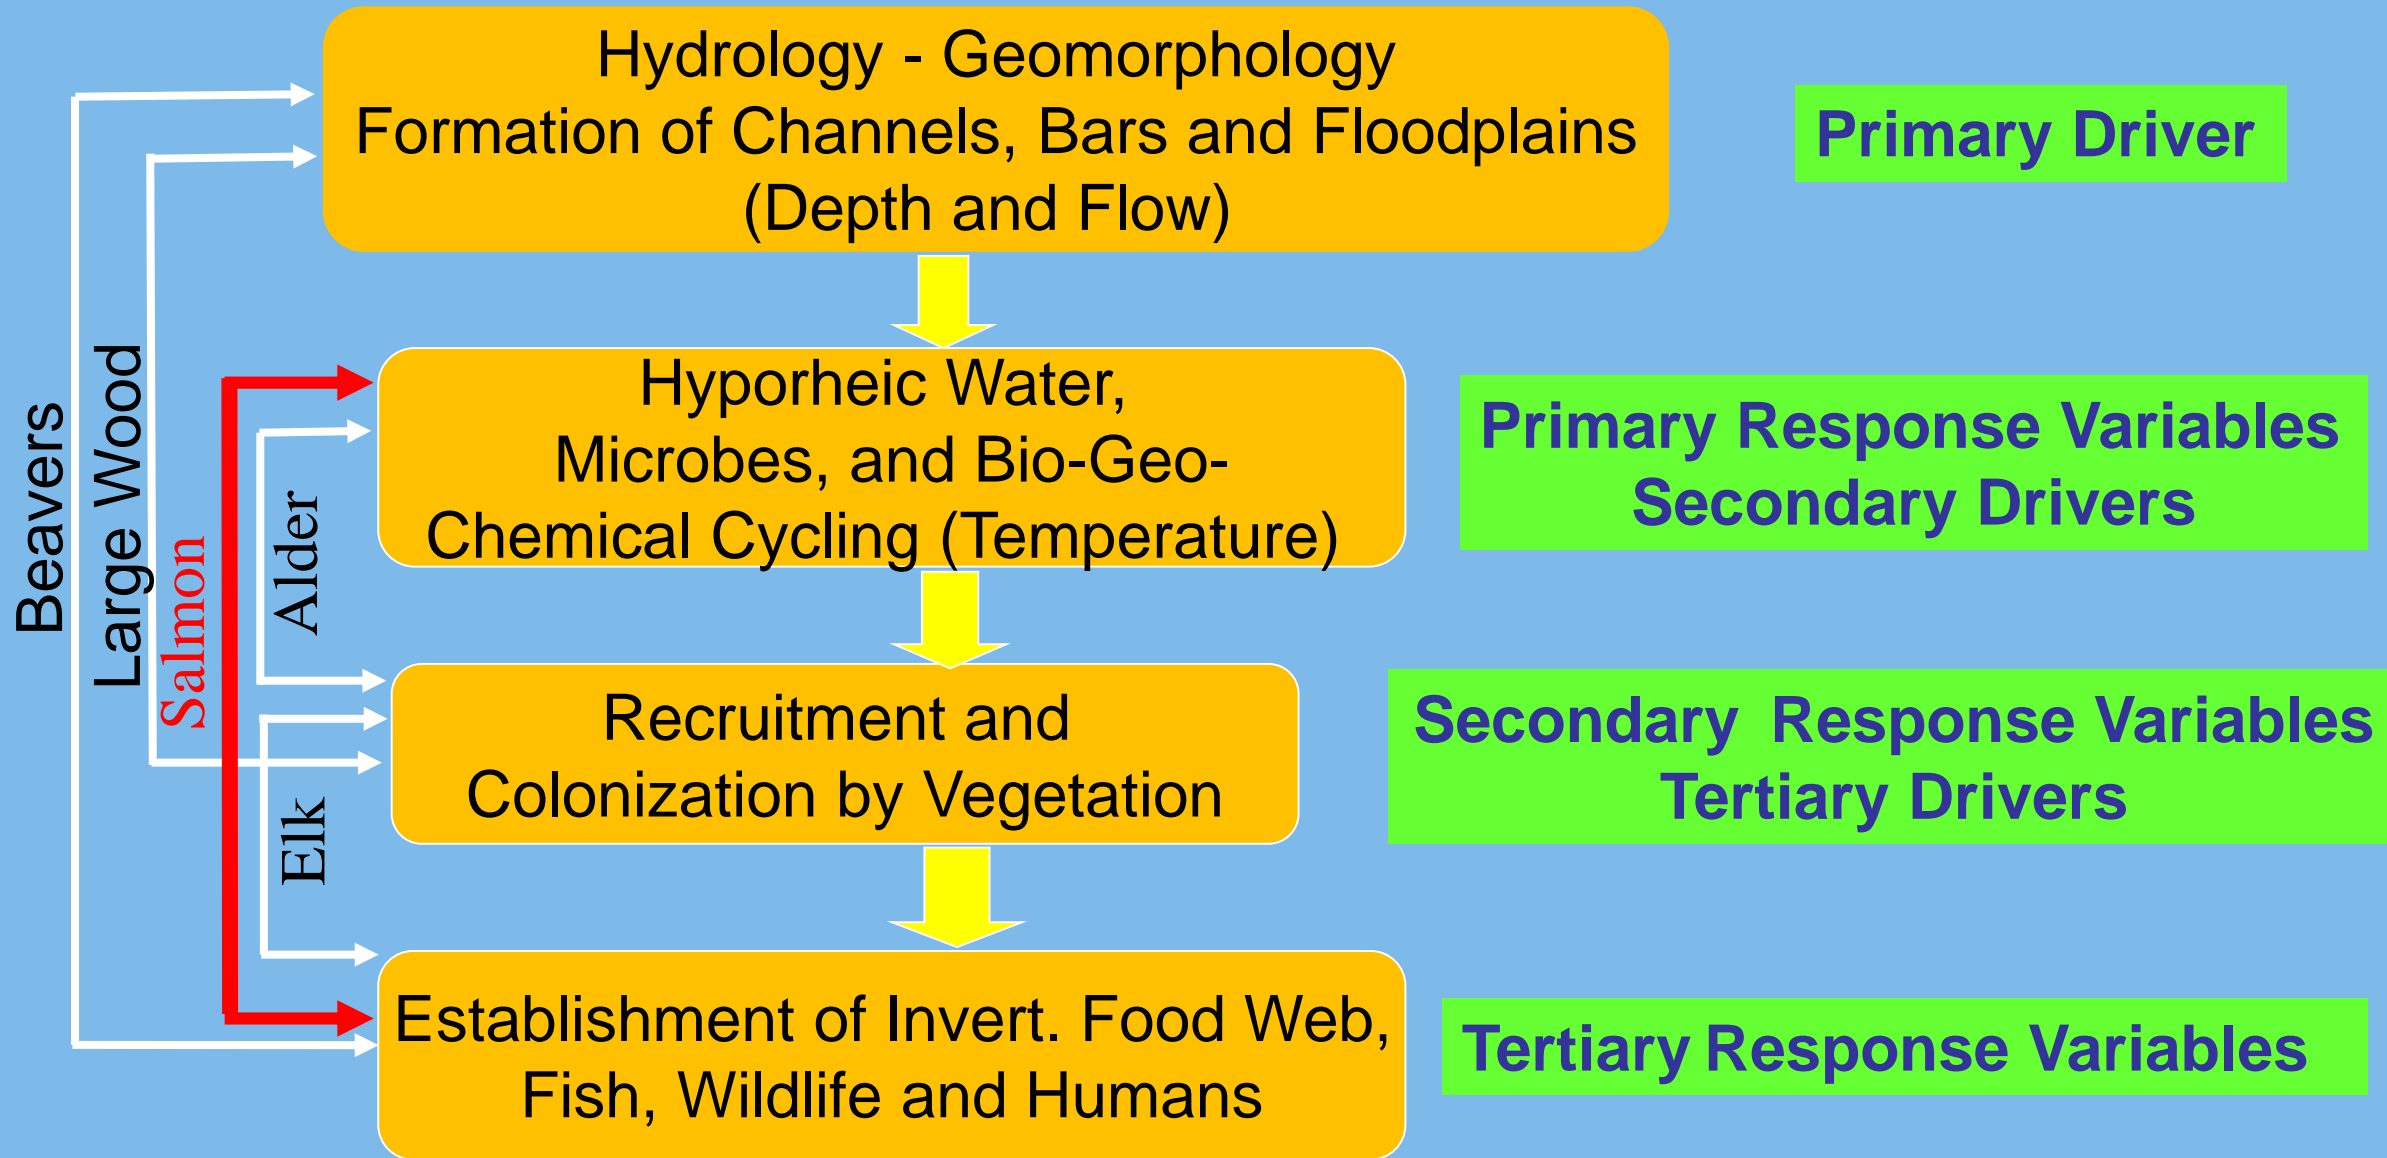 Hydrology - Geomorphology
Formation of Channels, Bars and Floodplains
(Depth and Flow)
Primary Driver
Hyporheic Water,
Microbes, and Bio-Geo-
Chemical Cycling (Temperature)
Primary Response Variables
Secondary Drivers
Recruitment and
Colonization by Vegetation
Secondary Response Variables
Tertiary Drivers
Establishment of Invert. Food Web,
Fish, Wildlife and Humans
Tertiary Response Variables
Beavers
Large Wood
Salmon
Alder
Elk